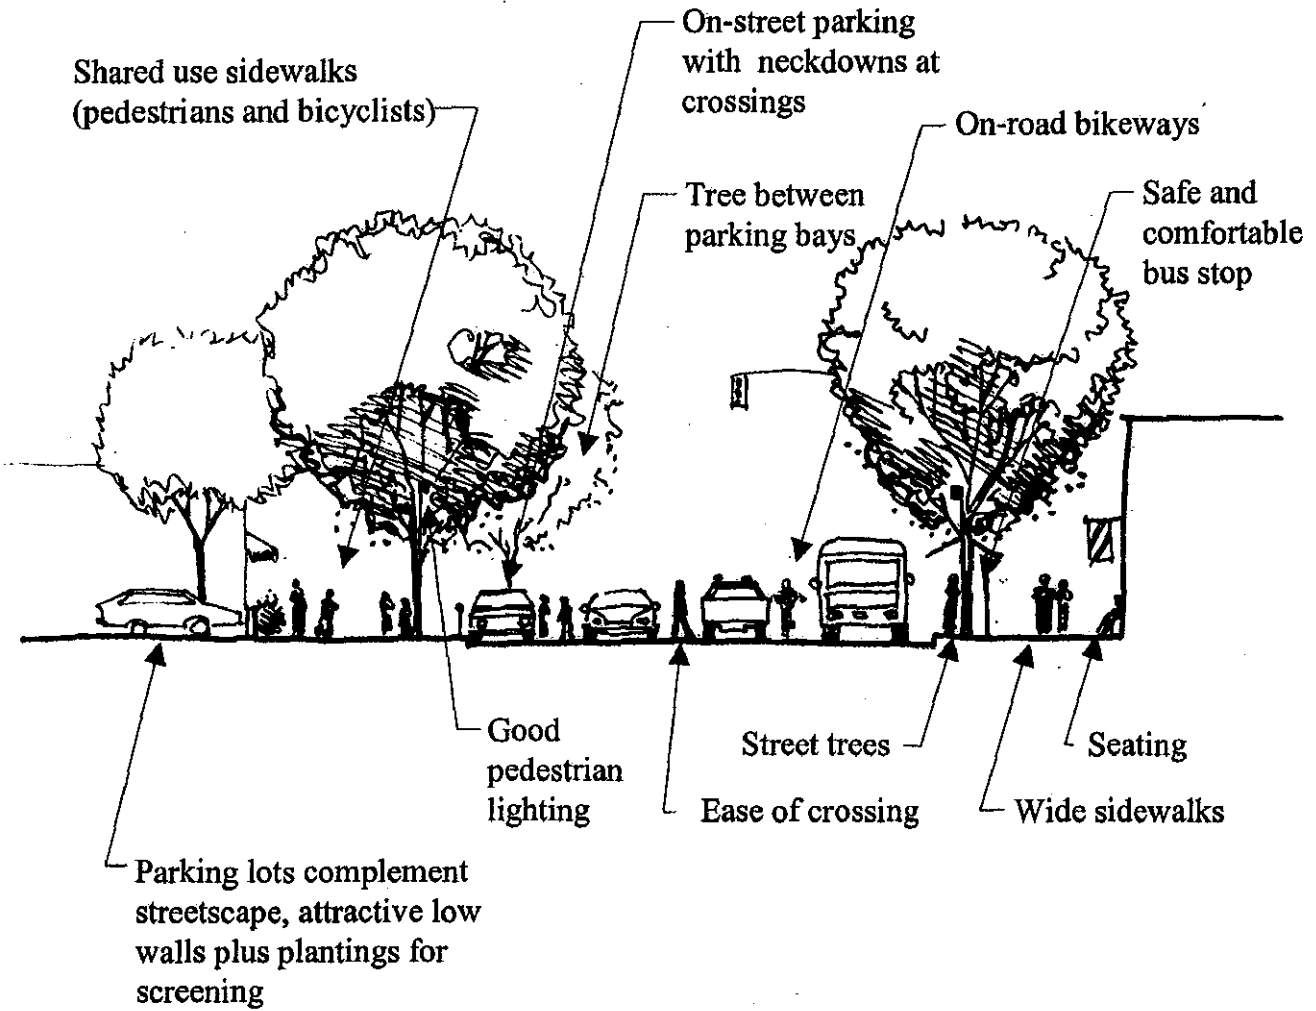 On-street parking
with neckdowns at
crossings
Shared use sidewalks
(pedestrians and bicyclists)
On-road bikeways
Tree between
parking bays
Safe and
comfortable
bus stop
Good
pedestrian
lighting
Street trees
Seating
Ease of crossing
Wide sidewalks
Parking lots complement
streetscape, attractive low
walls plus plantings for
screening